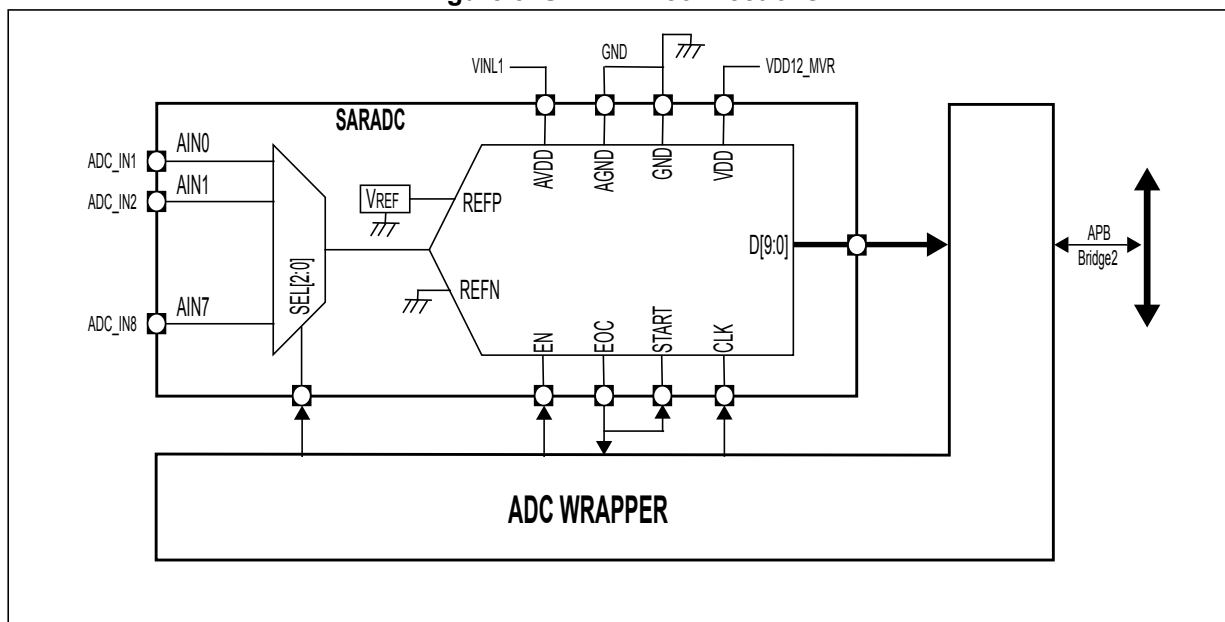 GND
VINL1
VDD12_MVR
SARADC
ADC_IN1
AIN0
ADC_IN2
AIN1
ADC_IN8
AIN7
SEL[2:0]
VREF
REFP
REFN
AVDD
AGND
GND
VDD
D[9:0]
EN
EOC
START
CLK
APB
Bridge2
ADC WRAPPER